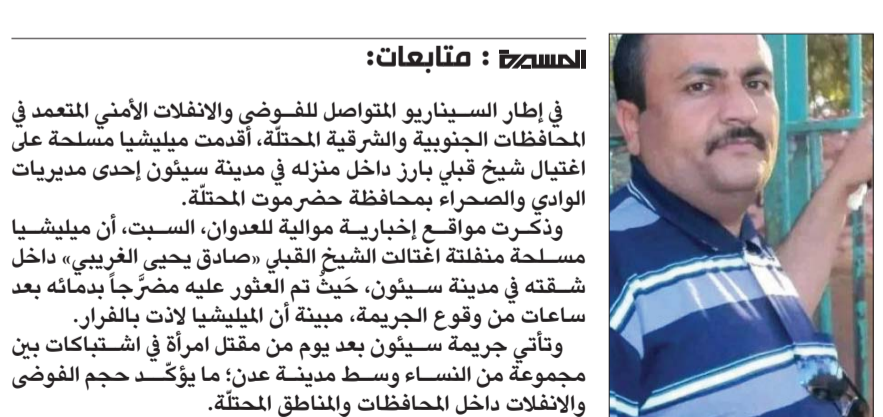 المسيرة : متابعات:
في إطار السيناريو المتواصل للفوضى والانفلات الأمني المتعمد في
المحافظات الجنوبية والشرقية المحتلّة، أقدمت ميليشيا مسلحة على
اغتيال شيخ قبلي بارز داخل منزله في مدينة سيئون إحدى مديريات
الوادي والصحراء بمحافظة حضرموت المحتلّة.
وذكرت مواقع إخبارية موالية للعدوان، السبت، أن ميليشيا
مسلحة منفلتة اغتالت الشيخ القبلي «صادق يحيى الغريبي» داخل
شقته في مدينة سيئون، حَيثُ تم العثور عليه مضرَّجاً بدمائه بعد
ساعات من وقوع الجريمة، مبينة أن الميليشيا لاذت بالفرار.
وتأتي جريمة سيئون بعد يوم من مقتل امرأة في اشتباكات بين
مجموعة من النساء وسط مدينة عدن؛ ما يؤكّد حجم الفوضى
والانفلات داخل المحافظات والمناطق المحتلّة.